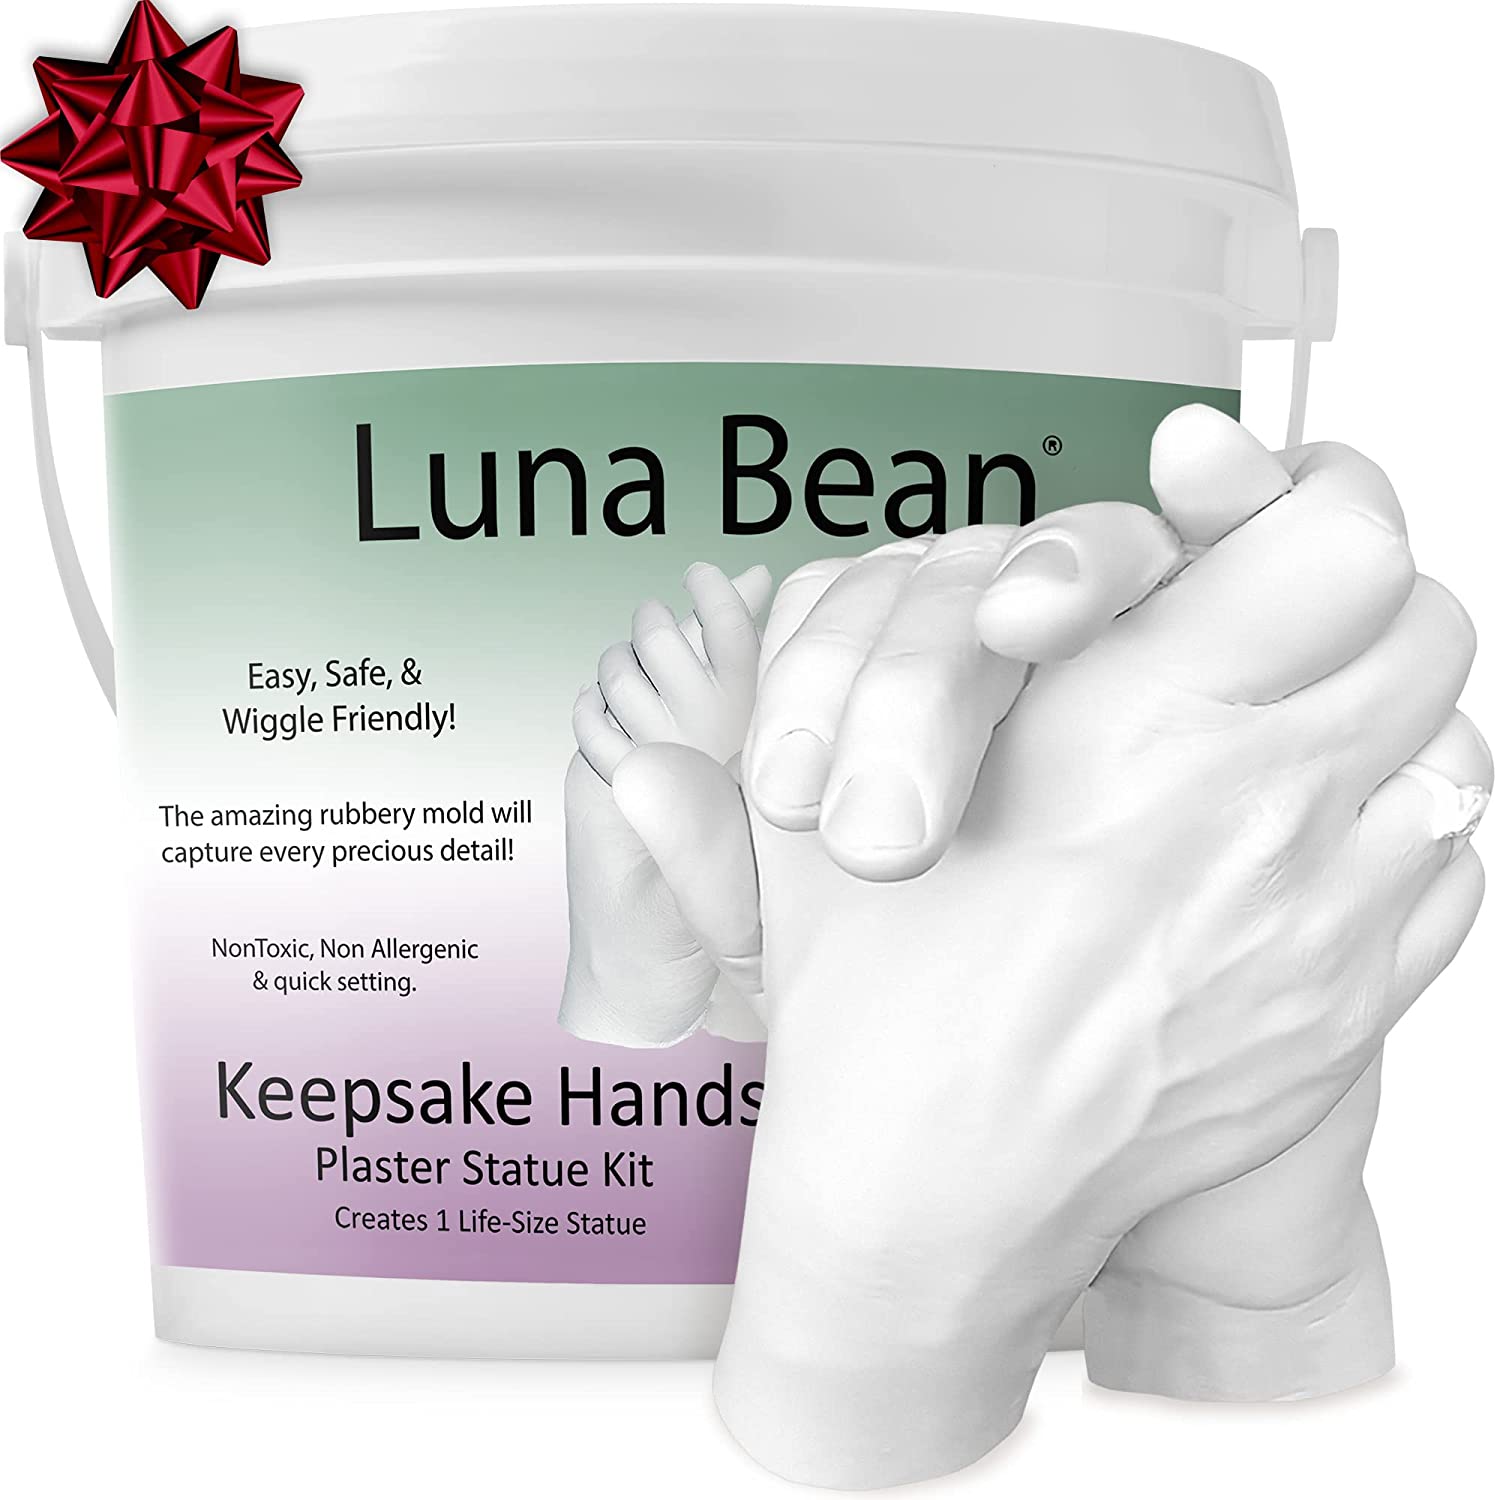 Luna Bean®
Easy, Safe, &
Wiggle Friendly!
The amazing rubbery mold will
capture every precious detail!
NonToxic, Non Allergenic
& quick setting.
Keepsake Hands
Plaster Statue Kit
Creates 1 Life-Size Statue